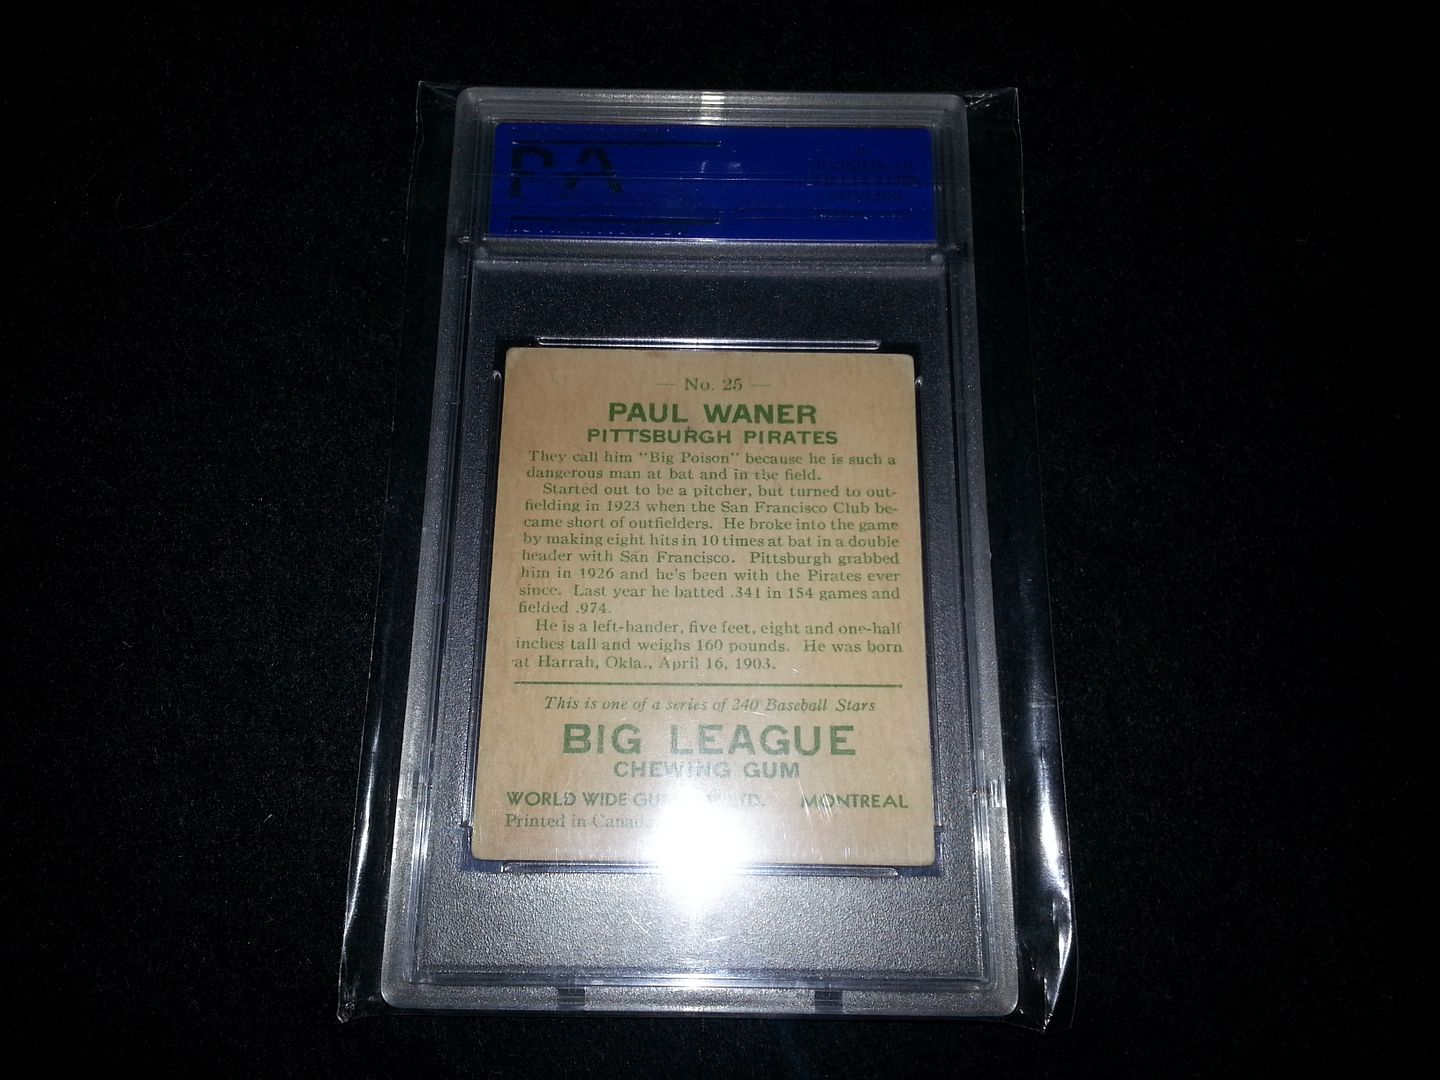 DIVISION OF
— No. 25 —
PAUL WANER
PITTSBURGH PIRATES
They call him "Big Poison" because he is such a
dangerous man at bat and in the field.
Started out to be a pitcher, but turned to out-
fielding in 1923 when the San Francisco Club be-
came short of outfielders. He broke into the game
by making eight hits in 10 times at bat in a double
header with San Francisco. Pittsburgh grabbed
him in 1926 and he's been with the Pirates ever
since. Last year he batted .341 in 154 games and
fielded .974.
He is a left-hander, five feet, eight and one-half
inches tall and weighs 160 pounds. He was born
at Harrah, Okla., April 16, 1903.
This is one of a series of 240 Baseball Stars
BIG LEAGUE
CHEWING GUM
WORLD WIDE MONTREAL
Printed in Canada